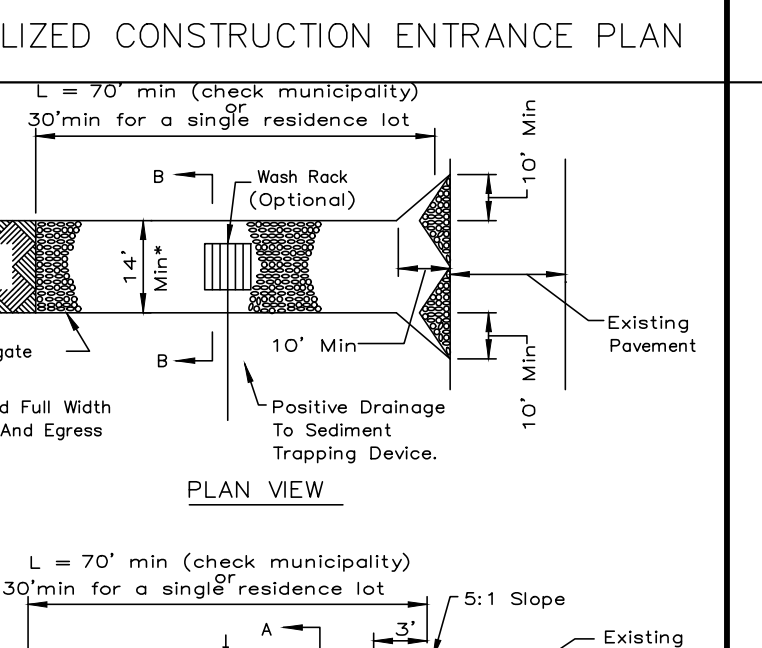 LIZED CONSTRUCTION ENTRANCE PLAN
L = 70' min (check municipality)
or
30'min for a single residence lot
10' Min
B
Wash Rack
(Optional)
14'
Min*
Existing
Pavement
10' Min
gate
B
10' Min
d Full Width
And Egress
Positive Drainage
To Sediment
Trapping Device.
PLAN VIEW
L = 70' min (check municipality)
or
30'min for a single residence lot
5:1 Slope
A
3'
Existing